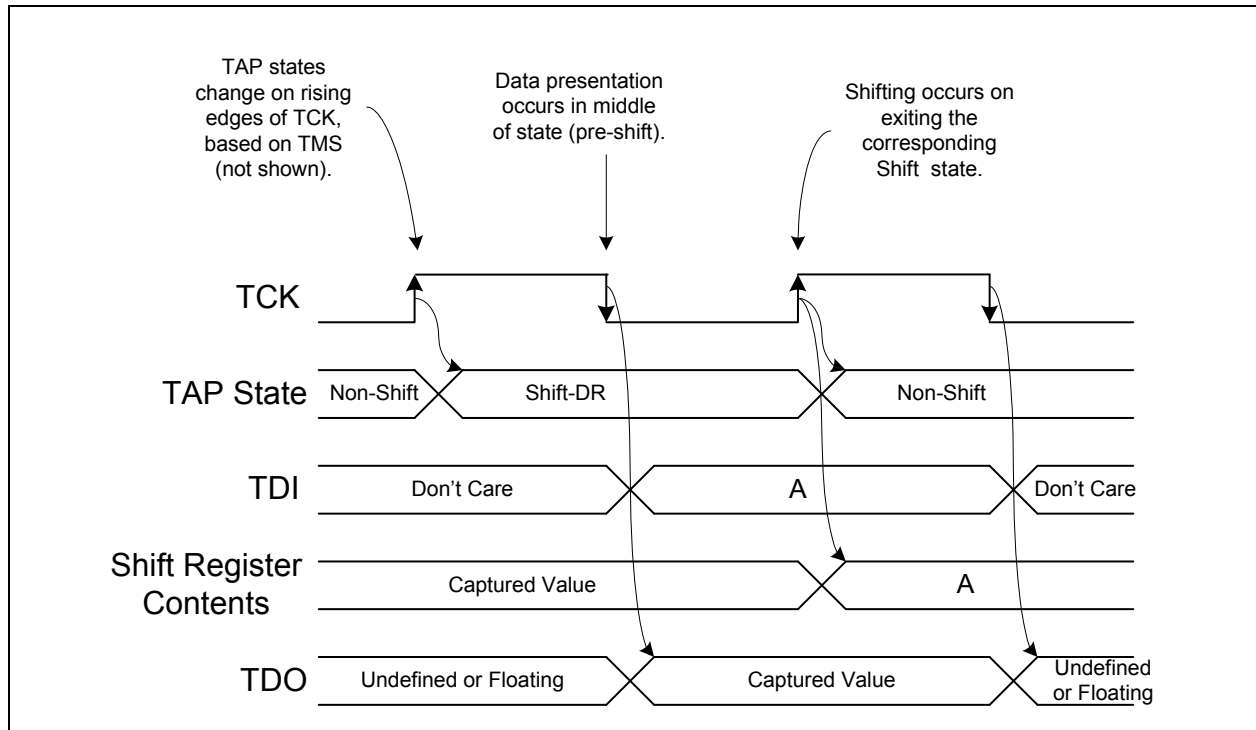 TAP states
change on rising
edges of TCK,
based on TMS
(not shown).
Data presentation
occurs in middle
of state (pre-shift).
Shifting occurs on
exiting the
corresponding
Shift state.
TCK
TAP State
Non-Shift
Shift-DR
Non-Shift
TDI
Don't Care
A
Don't Care
Shift Register
Contents
Captured Value
A
TDO
Undefined or Floating
Captured Value
Undefined
or Floating